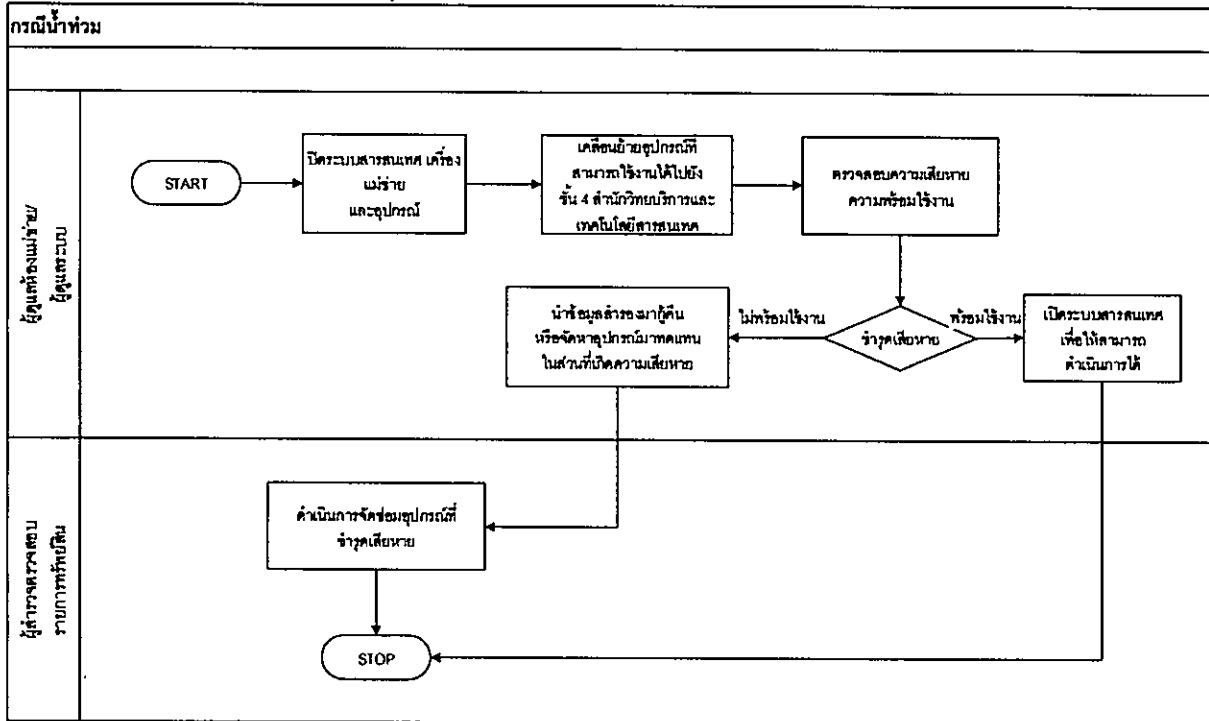 กรณีน้ำท่วม
ผู้ดูแลห้องแม่ข่าย/
ผู้ดูแลระบบ
START
ปิดระบบสารสนเทศ เครื่อง
แม่ข่าย
และอุปกรณ์
เคลื่อนย้ายอุปกรณ์ที่
สามารถใช้งานได้ไปยัง
ชั้น 4 สำนักวิทยบริการและ
เทคโนโลยีสารสนเทศ
ตรวจสอบความเสียหาย
ความพร้อมใช้งาน
นำข้อมูลสำรองมากู้คืน
หรือจัดหาอุปกรณ์มาทดแทน
ในส่วนที่เกิดความเสียหาย
ไม่พร้อมใช้งาน
ชำรุดเสียหาย
พร้อมใช้งาน
เปิดระบบสารสนเทศ
เพื่อให้สามารถ
ดำเนินการได้
ผู้สำรวจตรวจสอบ
รายการทรัพย์สิน
ดำเนินการจัดซ่อมอุปกรณ์ที่
ชำรุดเสียหาย
STOP